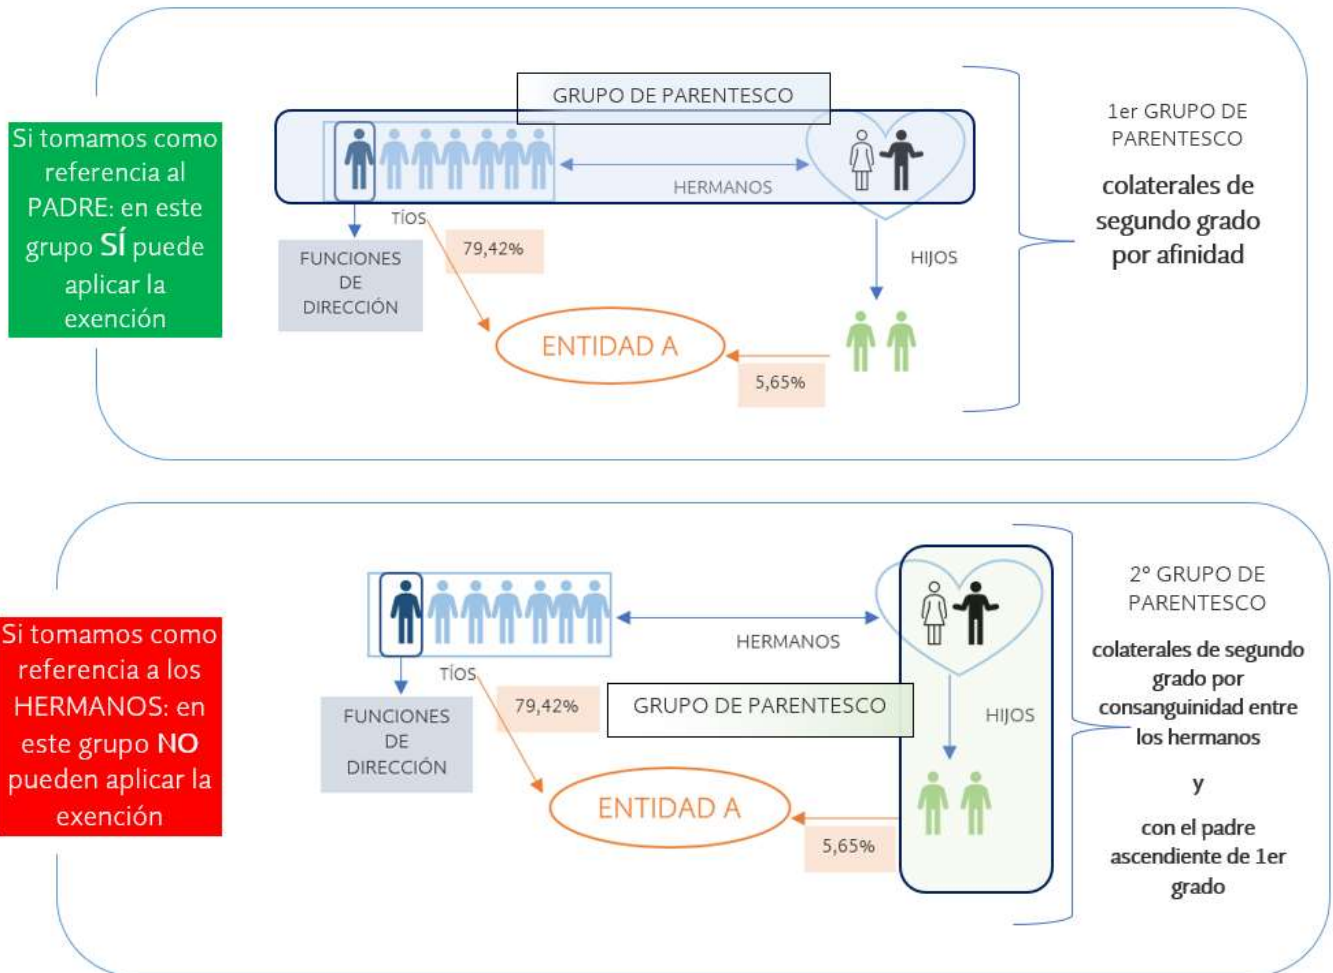 GRUPO DE PARENTESCO
Si tomamos como
referencia al
PADRE: en este
grupo SÍ puede
aplicar la
exención
HERMANOS
TÍOS
FUNCIONES
DE
DIRECCIÓN
79,42%
HIJOS
ENTIDAD A
5,65%
1er GRUPO DE
PARENTESCO
colaterales de
segundo grado
por afinidad
Si tomamos como
referencia a los
HERMANOS: en
este grupo NO
pueden aplicar la
exención
HERMANOS
TÍOS
FUNCIONES
DE
DIRECCIÓN
79,42%
GRUPO DE PARENTESCO
HIJOS
ENTIDAD A
5,65%
2º GRUPO DE
PARENTESCO
colaterales de segundo
grado por
consanguinidad entre
los hermanos
y
con el padre
ascendiente de 1er
grado